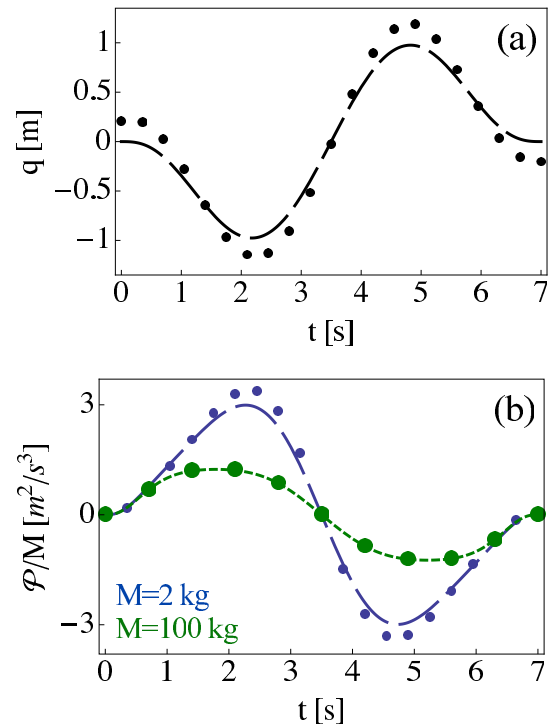 (a)
1
0.5
0
−0.5
−1
q [m]
0 1 2 3 4 5 6 7
t [s]
(b)
3
0
−3
𝒫/M [m²/s³]
M=2 kg
M=100 kg
0 1 2 3 4 5 6 7
t [s]